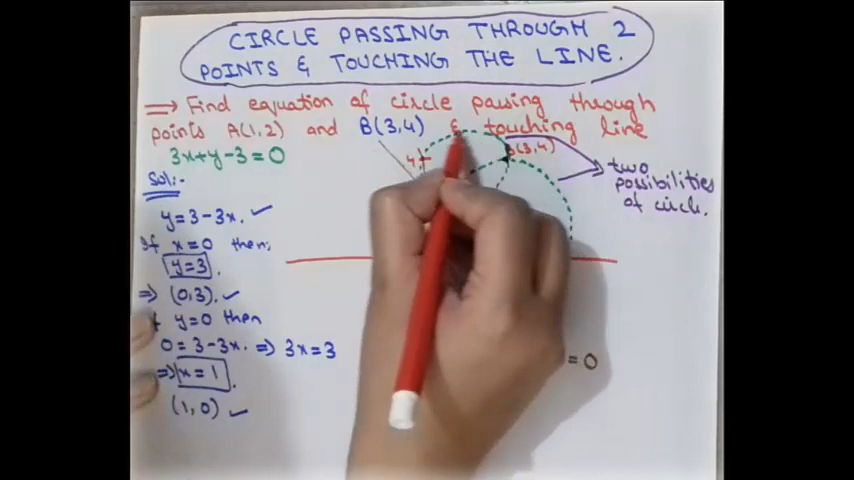 CIRCLE PASSING THROUGH 2
POINTS & TOUCHING THE LINE.
⇒ Find equation of circle passing through
points A(1,2) and B(3,4) & touching line
3x+y-3=0
Sol:-
y=3-3x. ✓
If x=0 then;
y=3.
⇒ (0,3). ✓
y=0 then
0=3-3x. ⇒ 3x=3
⇒ x=1.
(1,0) ✓
4
B(3,4)
two
possibilities
of circle.
=0